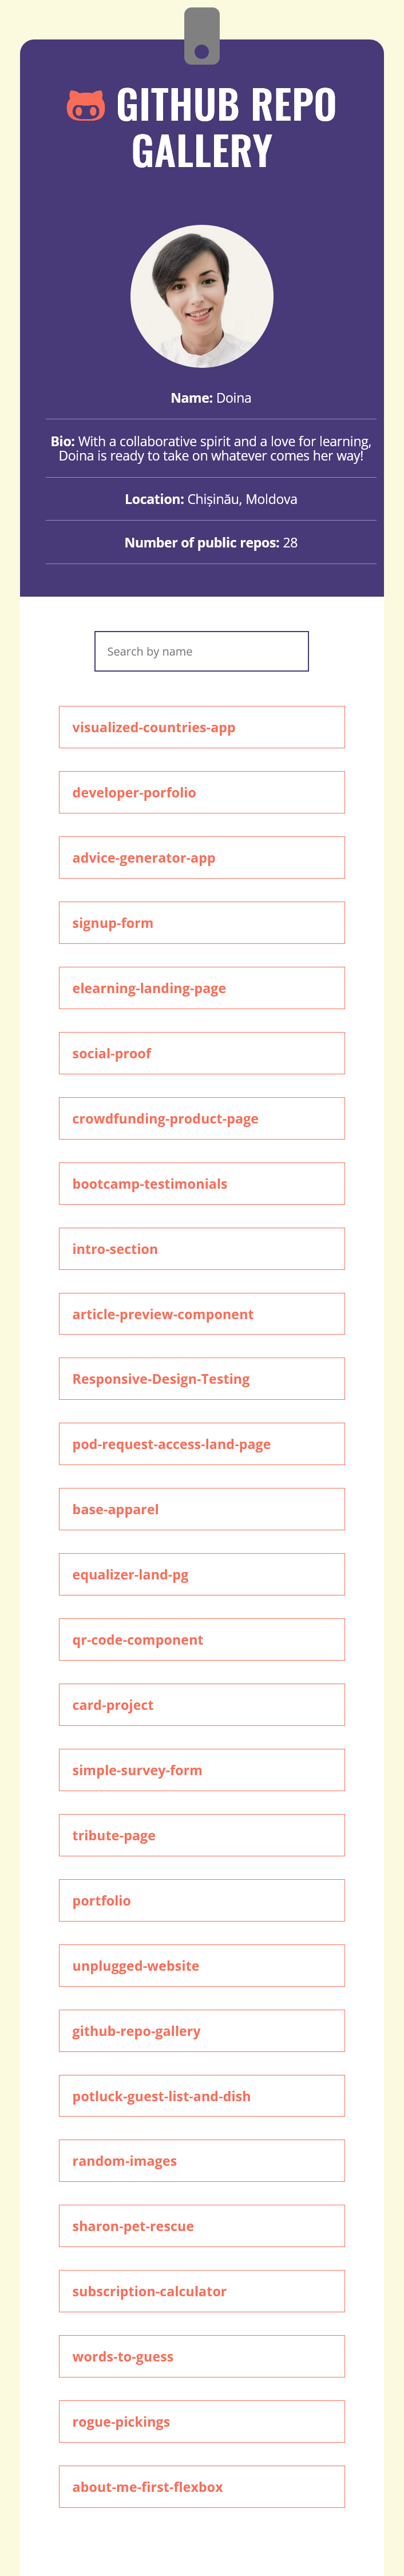 GITHUB REPO
GALLERY
Name: Doina
Bio: With a collaborative spirit and a love for learning,
Doina is ready to take on whatever comes her way!
Location: Chișinău, Moldova
Number of public repos: 28
Search by name
visualized-countries-app
developer-porfolio
advice-generator-app
signup-form
elearning-landing-page
social-proof
crowdfunding-product-page
bootcamp-testimonials
intro-section
article-preview-component
Responsive-Design-Testing
pod-request-access-land-page
base-apparel
equalizer-land-pg
qr-code-component
card-project
simple-survey-form
tribute-page
portfolio
unplugged-website
github-repo-gallery
potluck-guest-list-and-dish
random-images
sharon-pet-rescue
subscription-calculator
words-to-guess
rogue-pickings
about-me-first-flexbox